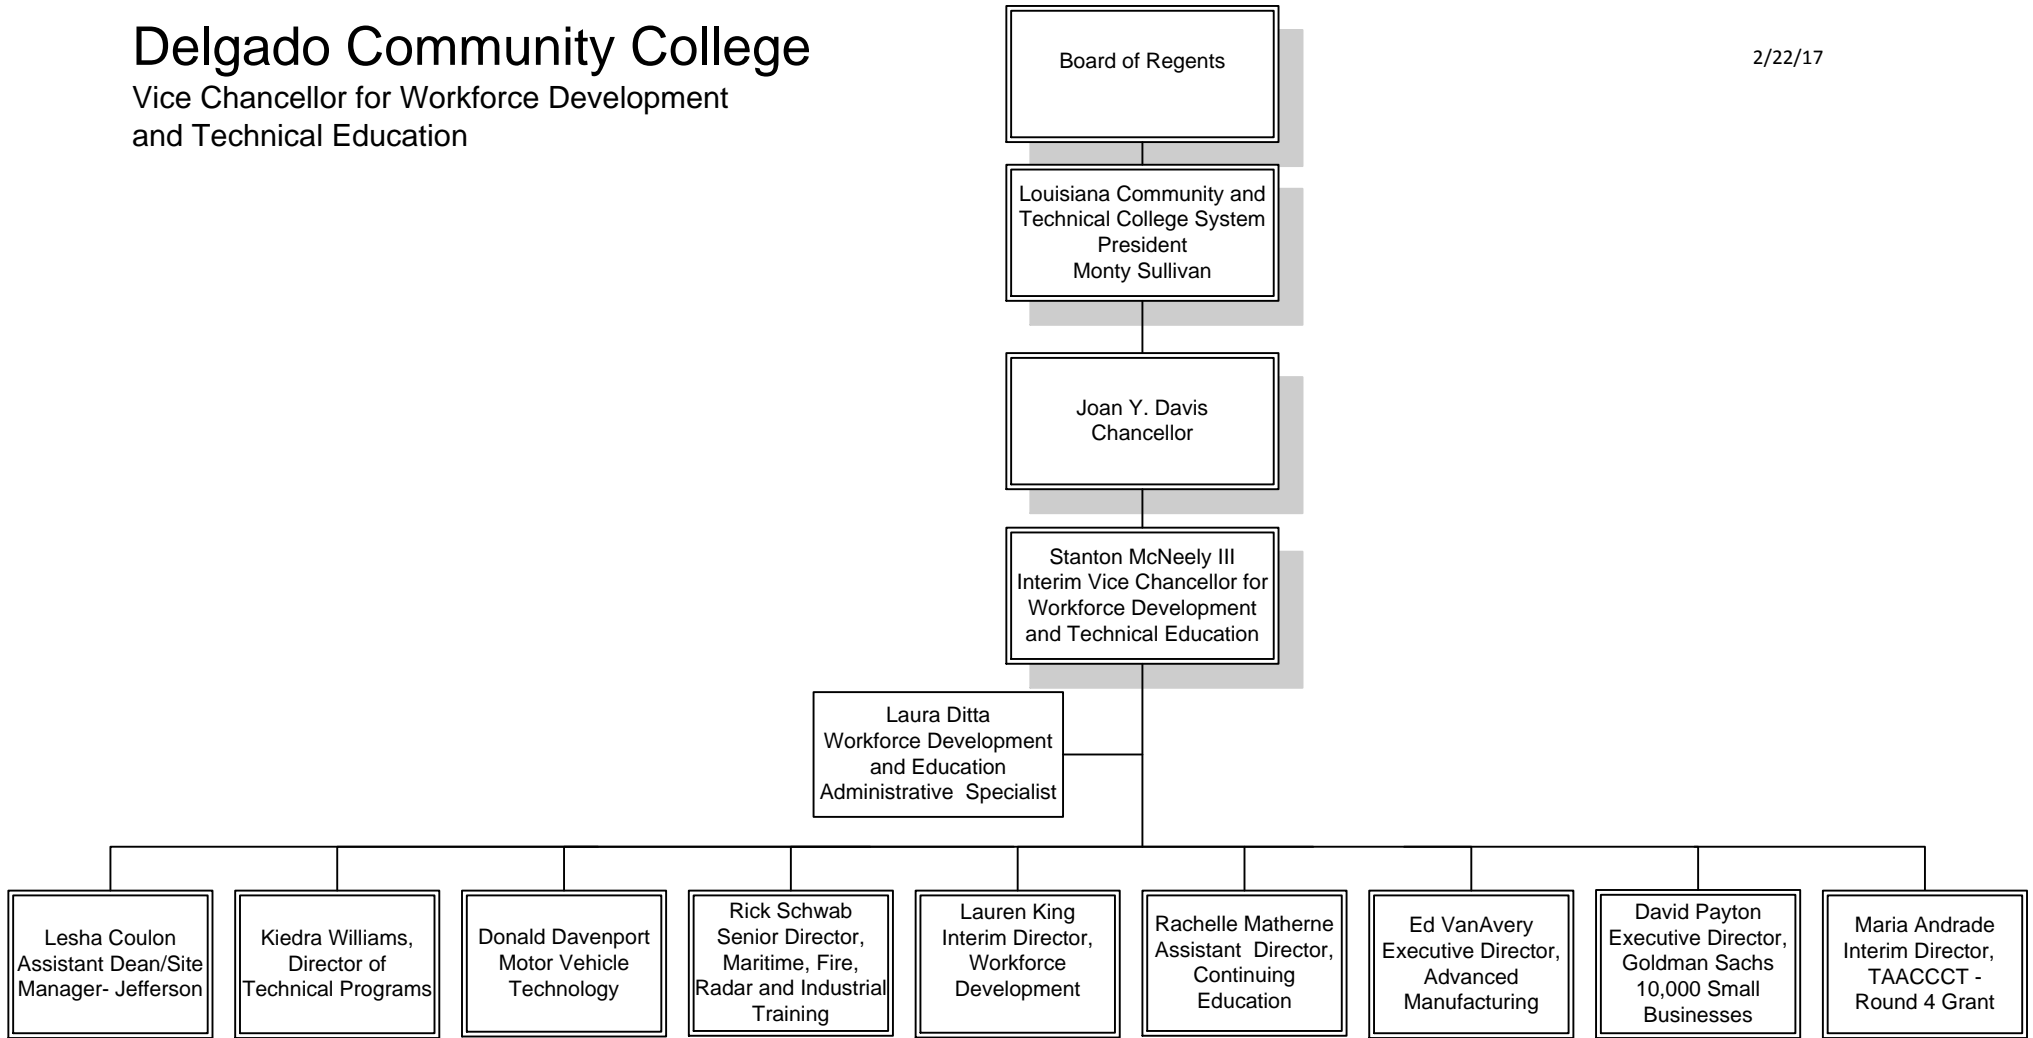 Delgado Community College
Vice Chancellor for Workforce Development
and Technical Education
2/22/17
Board of Regents
Louisiana Community and
Technical College System
President
Monty Sullivan
Joan Y. Davis
Chancellor
Stanton McNeely III
Interim Vice Chancellor for
Workforce Development
and Technical Education
Laura Ditta
Workforce Development
and Education
Administrative  Specialist
Lesha Coulon
Assistant Dean/Site
Manager- Jefferson
Kiedra Williams,
Director of
Technical Programs
Donald Davenport
Motor Vehicle
Technology
Rick Schwab
Senior Director,
Maritime, Fire,
Radar and Industrial
Training
Lauren King
Interim Director,
Workforce
Development
Rachelle Matherne
Assistant  Director,
Continuing
Education
Ed VanAvery
Executive Director,
Advanced
Manufacturing
David Payton
Executive Director,
Goldman Sachs
10,000 Small
Businesses
Maria Andrade
Interim Director,
TAACCCT -
Round 4 Grant